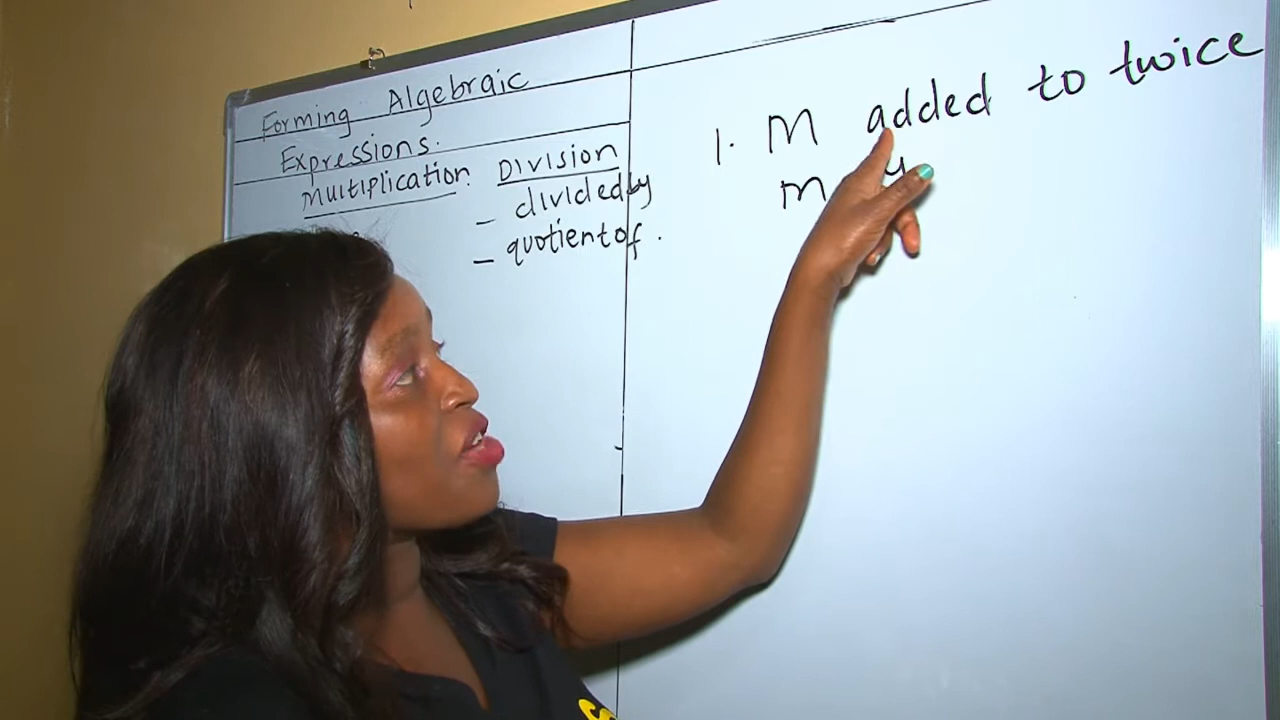 Forming Algebraic
Expressions.
Multiplication.
DIVISION
- divided by
- quotient of.
1. M added to twice
m